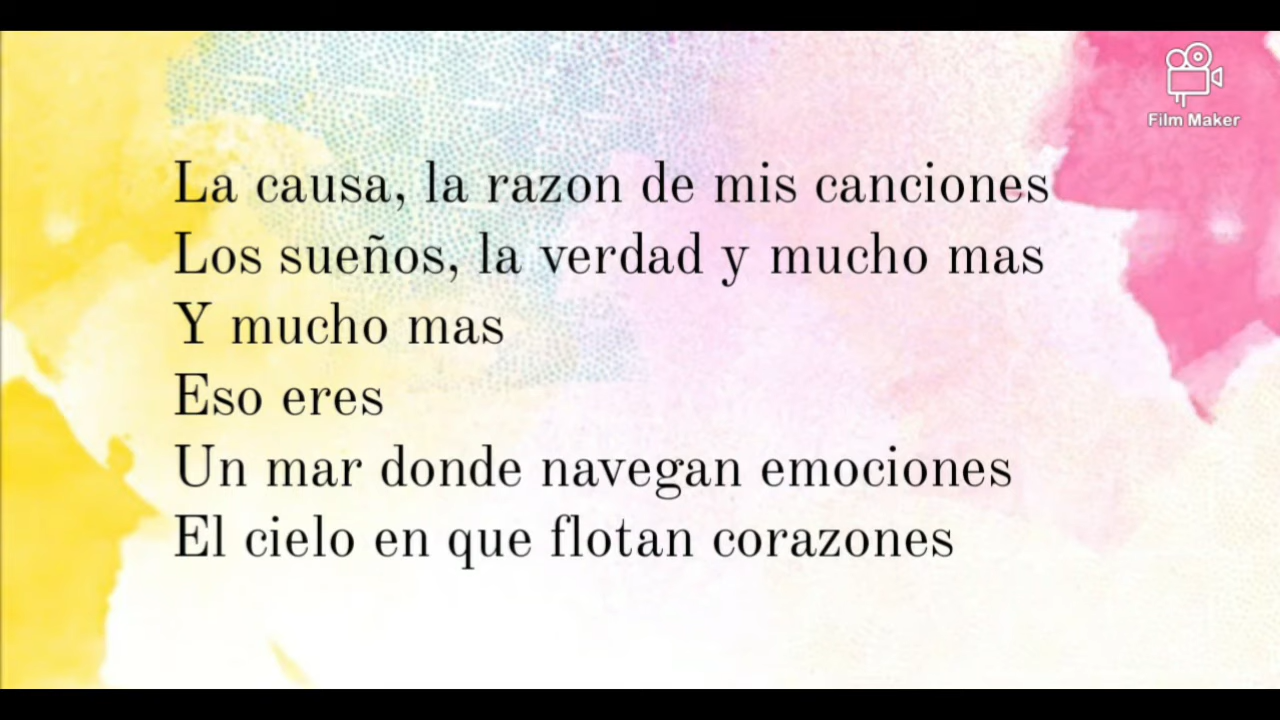 Film Maker
La causa, la razon de mis canciones
Los sueños, la verdad y mucho mas
Y mucho mas
Eso eres
Un mar donde navegan emociones
El cielo en que flotan corazones